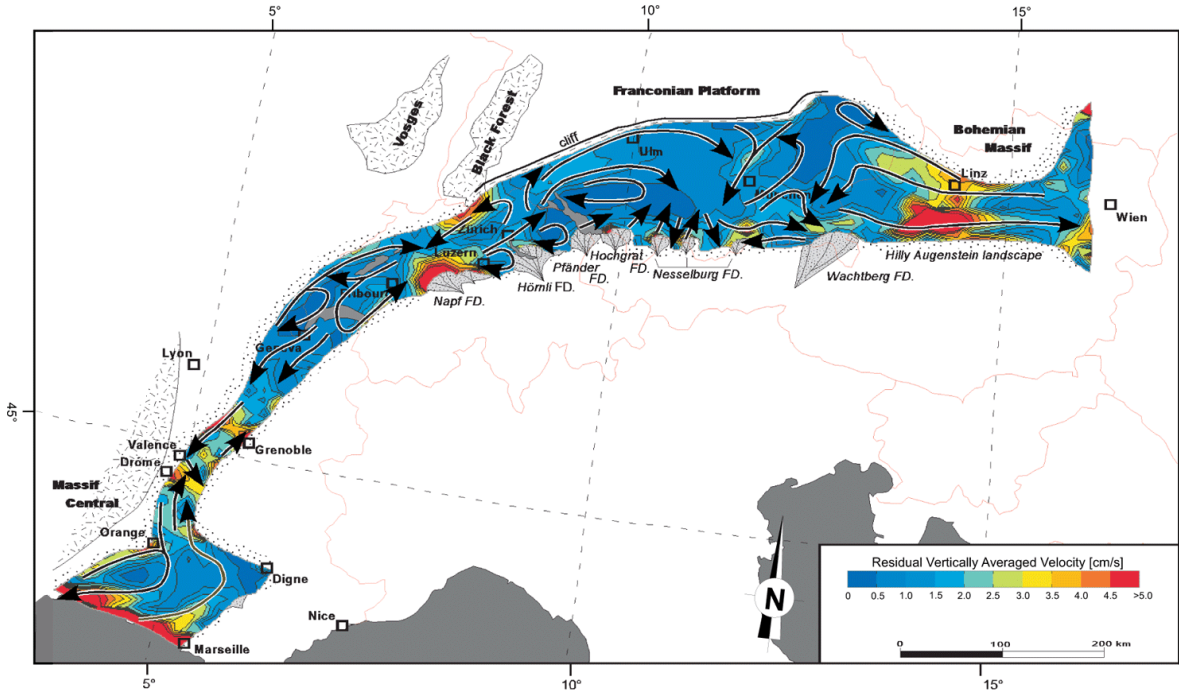 5°
10°
15°
Franconian Platform
Vosges
Black Forest
cliff
Ulm
Bohemian
Massif
Linz
Wien
Zürich
Luzern
Hochgrat
FD.
Pfänder
FD.
Nesselburg FD.
Hilly Augenstein landscape
Wachtberg FD.
Hörnli FD.
Napf FD.
Lyon
45°
Valence
Drôme
Grenoble
Massif
Central
Orange
Digne
Nice
Marseille
N
Residual Vertically Averaged Velocity [cm/s]
0 0.5 1.0 1.5 2.0 2.5 3.0 3.5 4.0 4.5 >5.0
0 100 200 km
5°
10°
15°